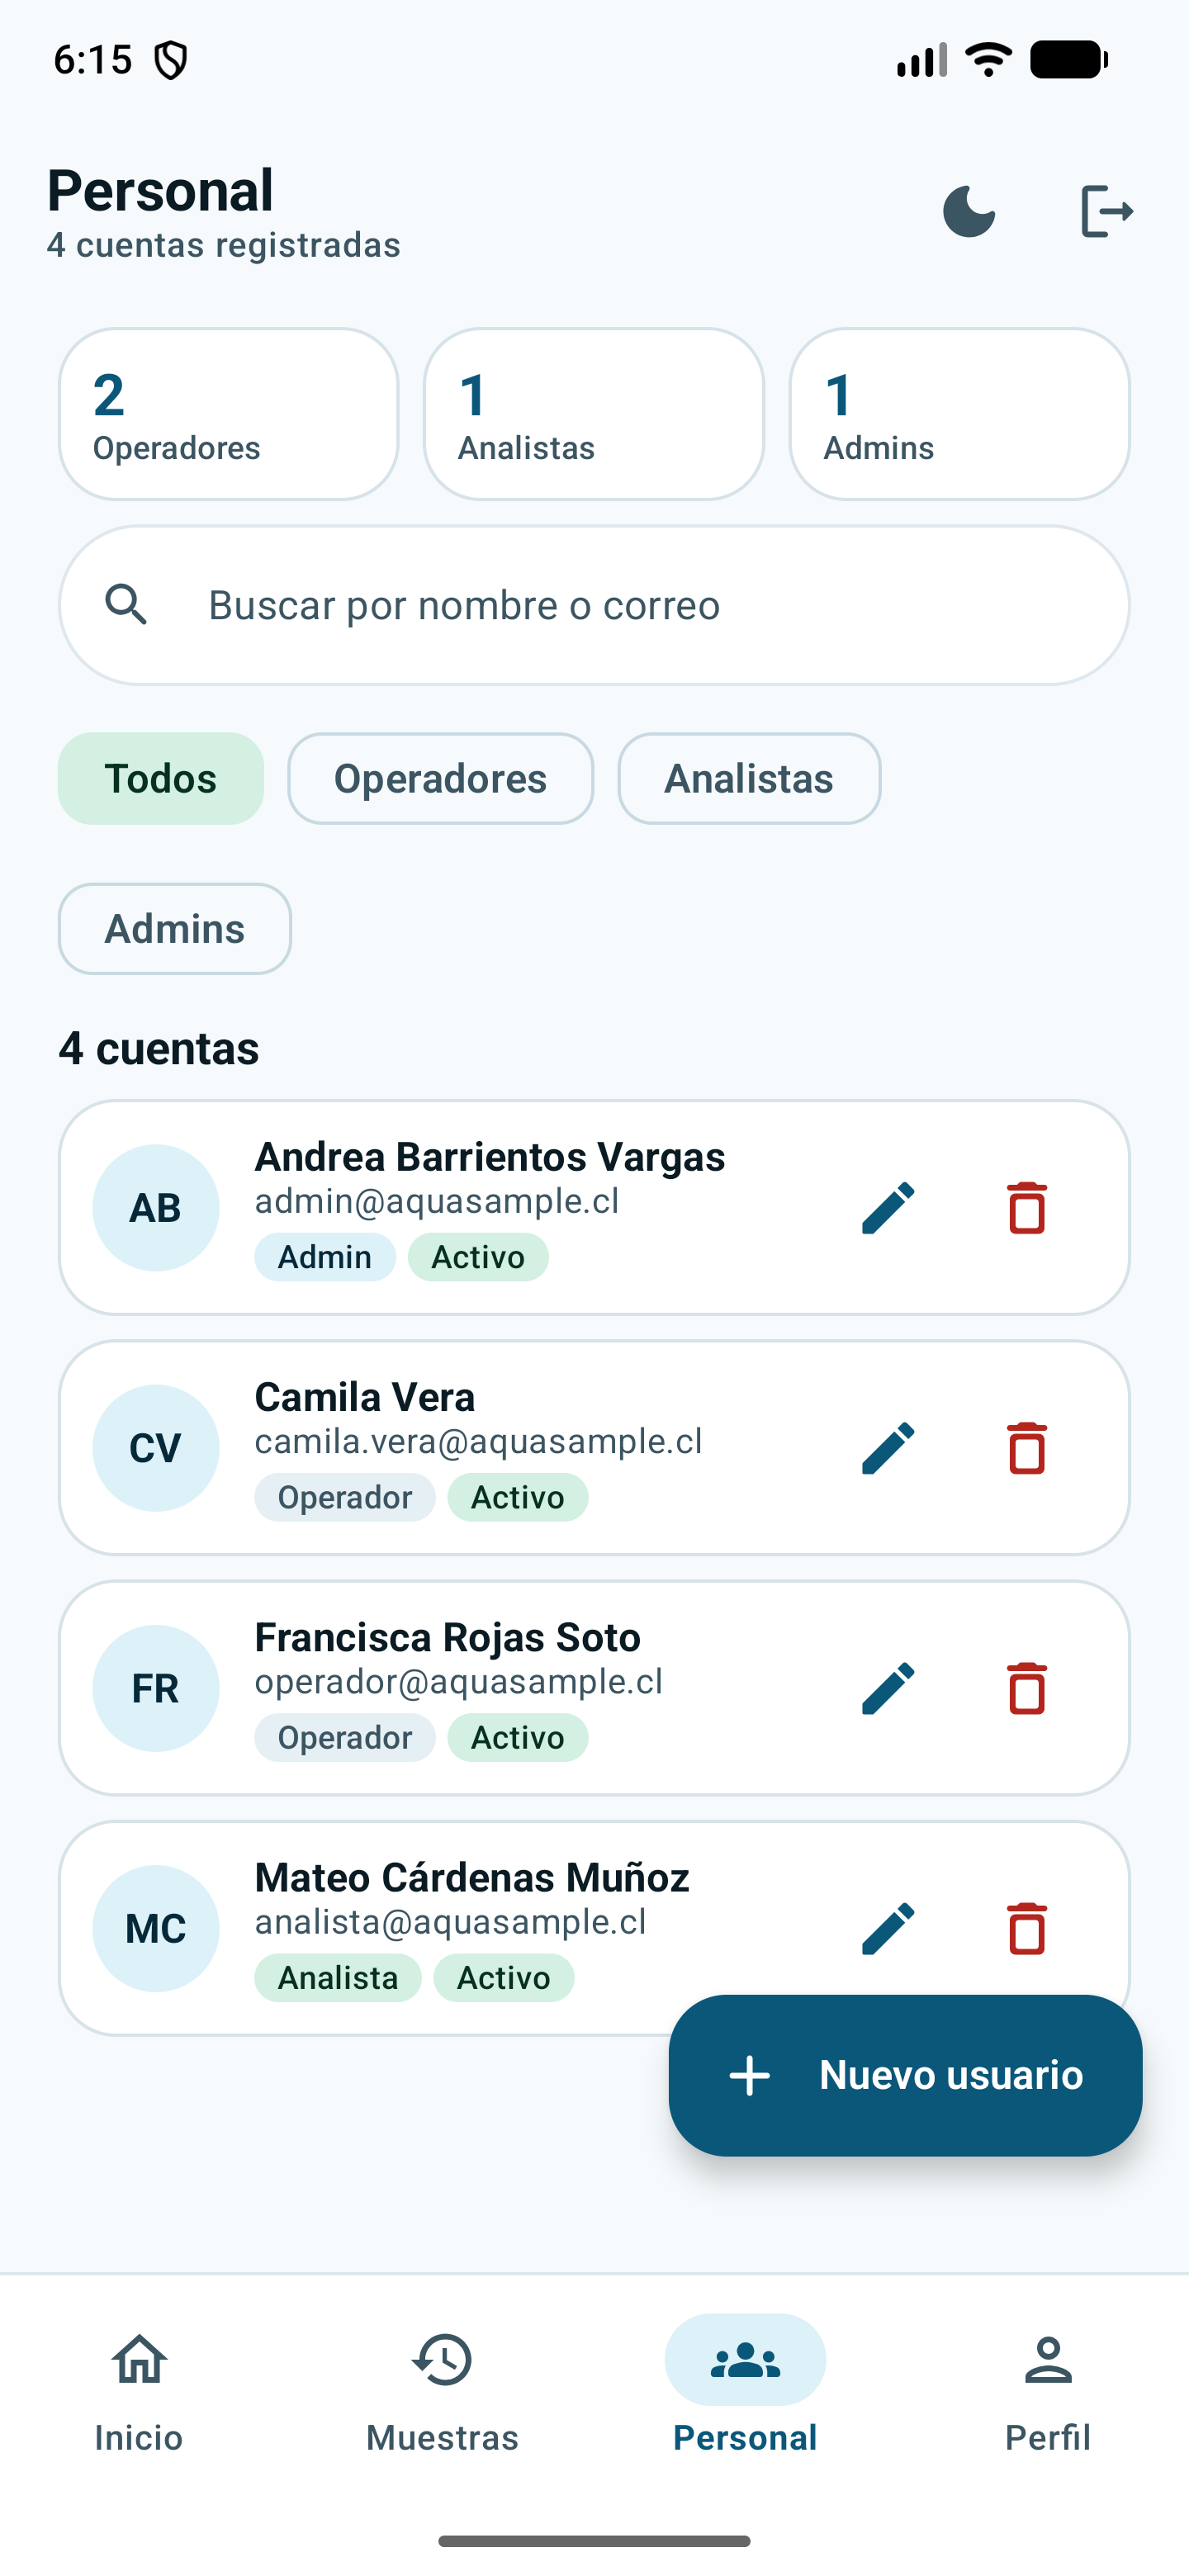 6:15
Personal
4 cuentas registradas
2
Operadores
1
Analistas
1
Admins
Buscar por nombre o correo
Todos
Operadores
Analistas
Admins
4 cuentas
AB
Andrea Barrientos Vargas
admin@aquasample.cl
Admin
Activo
CV
Camila Vera
camila.vera@aquasample.cl
Operador
Activo
FR
Francisca Rojas Soto
operador@aquasample.cl
Operador
Activo
MC
Mateo Cárdenas Muñoz
analista@aquasample.cl
Analista
Activo
Nuevo usuario
Inicio
Muestras
Personal
Perfil